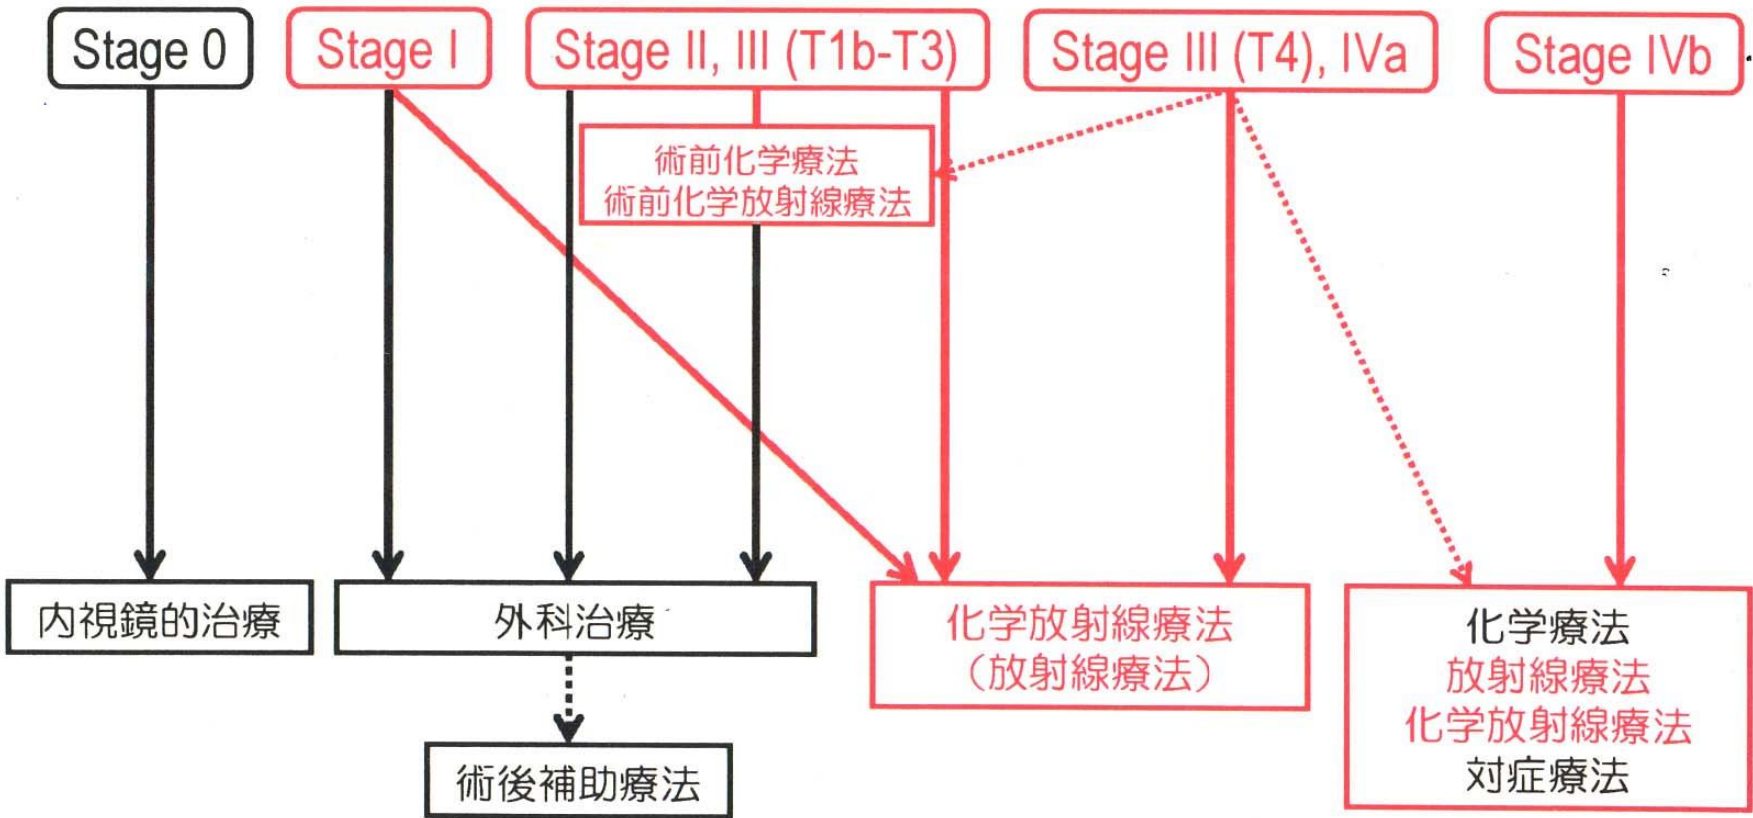 Stage 0
Stage I
Stage II, III (T1b-T3)
Stage III (T4), IVa
Stage IVb
術前化学療法
術前化学放射線療法
内視鏡的治療
外科治療
化学放射線療法
（放射線療法）
化学療法
放射線療法
化学放射線療法
対症療法
術後補助療法